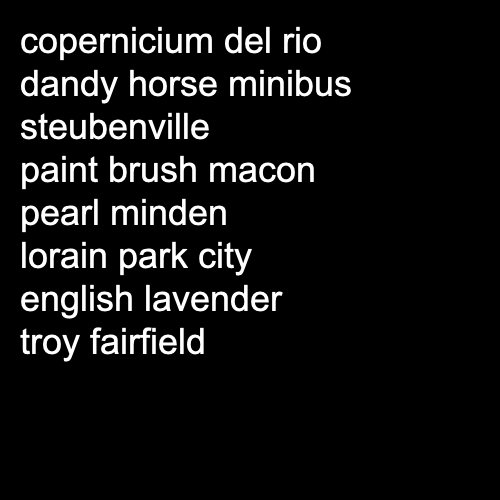 copernicium del rio
dandy horse minibus
steubenville
paint brush macon
pearl minden
lorain park city
english lavender
troy fairfield